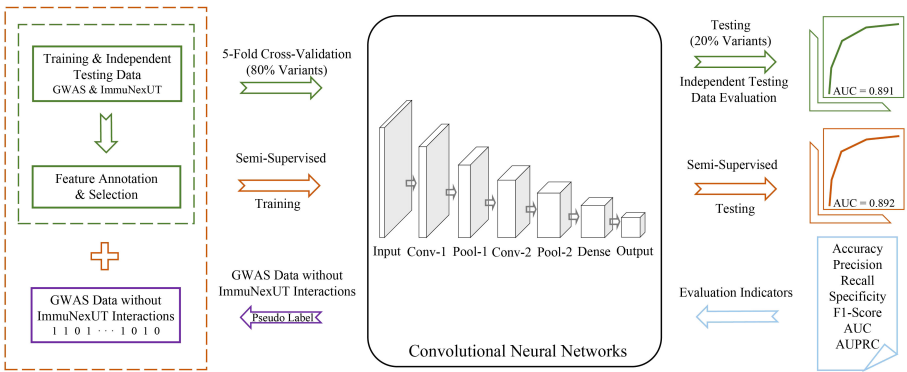 Training & Independent
Testing Data
GWAS & ImmuNexUT
Feature Annotation
& Selection
GWAS Data without
ImmuNexUT Interactions
1 1 0 1 ··· 1 0 1 0
5-Fold Cross-Validation
(80% Variants)
Semi-Supervised
Training
GWAS Data without
ImmuNexUT Interactions
Pseudo Label
Input Conv-1 Pool-1 Conv-2 Pool-2 Dense Output
Convolutional Neural Networks
Testing
(20% Variants)
Independent Testing
Data Evaluation
Semi-Supervised
Testing
Evaluation Indicators
AUC = 0.891
AUC = 0.892
Accuracy
Precision
Recall
Specificity
F1-Score
AUC
AUPRC